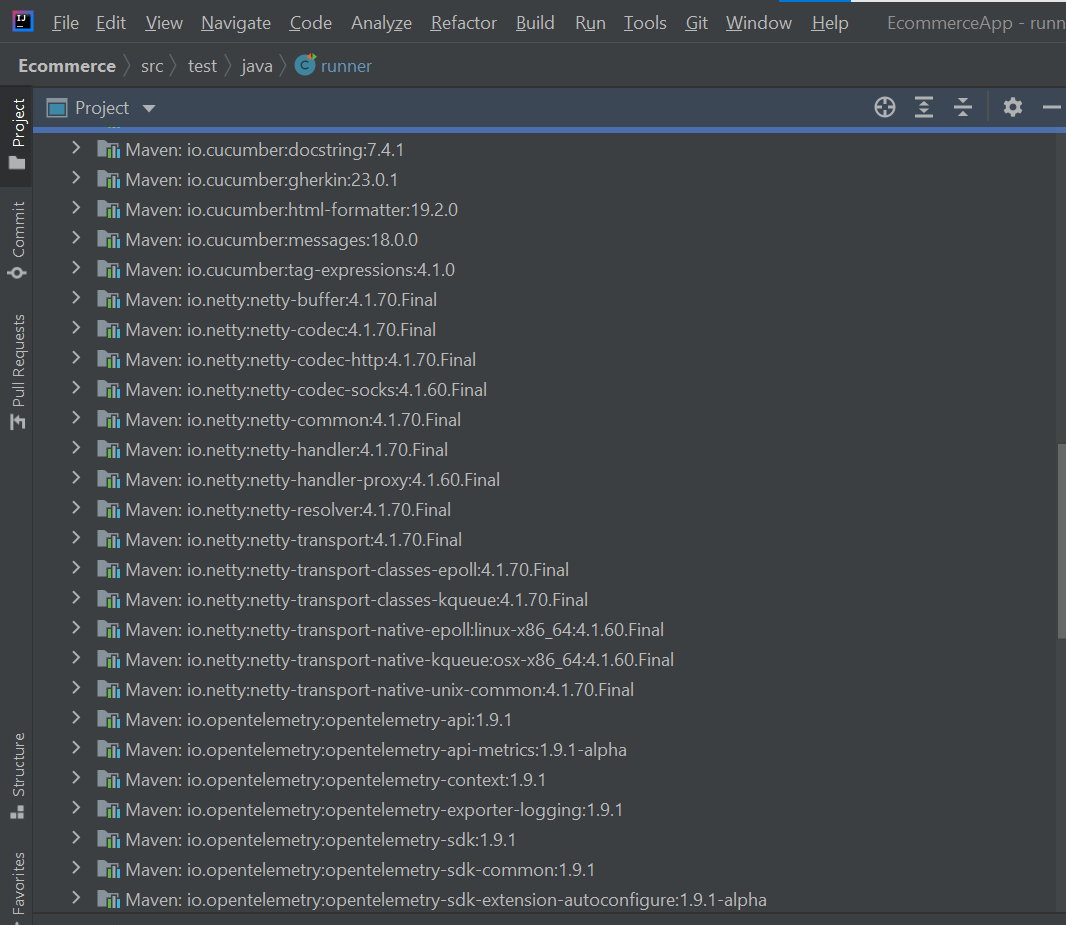 File Edit View Navigate Code Analyze Refactor Build Run Tools Git Window Help EcommerceApp - runn
Ecommerce src test java runner
Project
Maven: io.cucumber:docstring:7.4.1
Maven: io.cucumber:gherkin:23.0.1
Maven: io.cucumber:html-formatter:19.2.0
Maven: io.cucumber:messages:18.0.0
Maven: io.cucumber:tag-expressions:4.1.0
Maven: io.netty:netty-buffer:4.1.70.Final
Maven: io.netty:netty-codec:4.1.70.Final
Maven: io.netty:netty-codec-http:4.1.70.Final
Maven: io.netty:netty-codec-socks:4.1.60.Final
Maven: io.netty:netty-common:4.1.70.Final
Maven: io.netty:netty-handler:4.1.70.Final
Maven: io.netty:netty-handler-proxy:4.1.60.Final
Maven: io.netty:netty-resolver:4.1.70.Final
Maven: io.netty:netty-transport:4.1.70.Final
Maven: io.netty:netty-transport-classes-epoll:4.1.70.Final
Maven: io.netty:netty-transport-classes-kqueue:4.1.70.Final
Maven: io.netty:netty-transport-native-epoll:linux-x86_64:4.1.60.Final
Maven: io.netty:netty-transport-native-kqueue:osx-x86_64:4.1.60.Final
Maven: io.netty:netty-transport-native-unix-common:4.1.70.Final
Maven: io.opentelemetry:opentelemetry-api:1.9.1
Maven: io.opentelemetry:opentelemetry-api-metrics:1.9.1-alpha
Maven: io.opentelemetry:opentelemetry-context:1.9.1
Maven: io.opentelemetry:opentelemetry-exporter-logging:1.9.1
Maven: io.opentelemetry:opentelemetry-sdk:1.9.1
Maven: io.opentelemetry:opentelemetry-sdk-common:1.9.1
Maven: io.opentelemetry:opentelemetry-sdk-extension-autoconfigure:1.9.1-alpha
Project
Commit
Pull Requests
Structure
Favorites